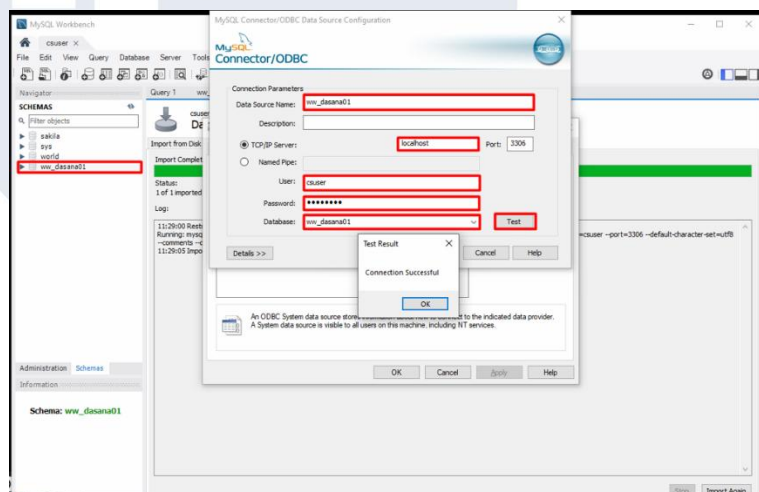 MySQL Workbench
csuser ×
File Edit View Query Database Server Tools
Navigator
SCHEMAS
Filter objects
sakila
sys
world
ww_dasana01
Administration Schemas
Information
Schema: ww_dasana01
Query 1
csuser
Import from Disk
Import Complet
Status:
1 of 1 imported
Log:
11:29:00 Rest
Running: mysq
--comments --c
11:29:05 Impo
=csuser --port=3306 --default-character-set=utf8
MySQL Connector/ODBC Data Source Configuration
MySQL
Connector/ODBC
Connection Parameters
Data Source Name: ww_dasana01
Description:
TCP/IP Server: localhost Port: 3306
Named Pipe:
User: csuser
Password:
Database: ww_dasana01 Test
Details >> Cancel Help
Test Result
Connection Successful
OK
An ODBC System data source stores to the indicated data provider.
A System data source is visible to all users on this machine, including NT services.
OK Cancel Apply Help
Stop Import Again